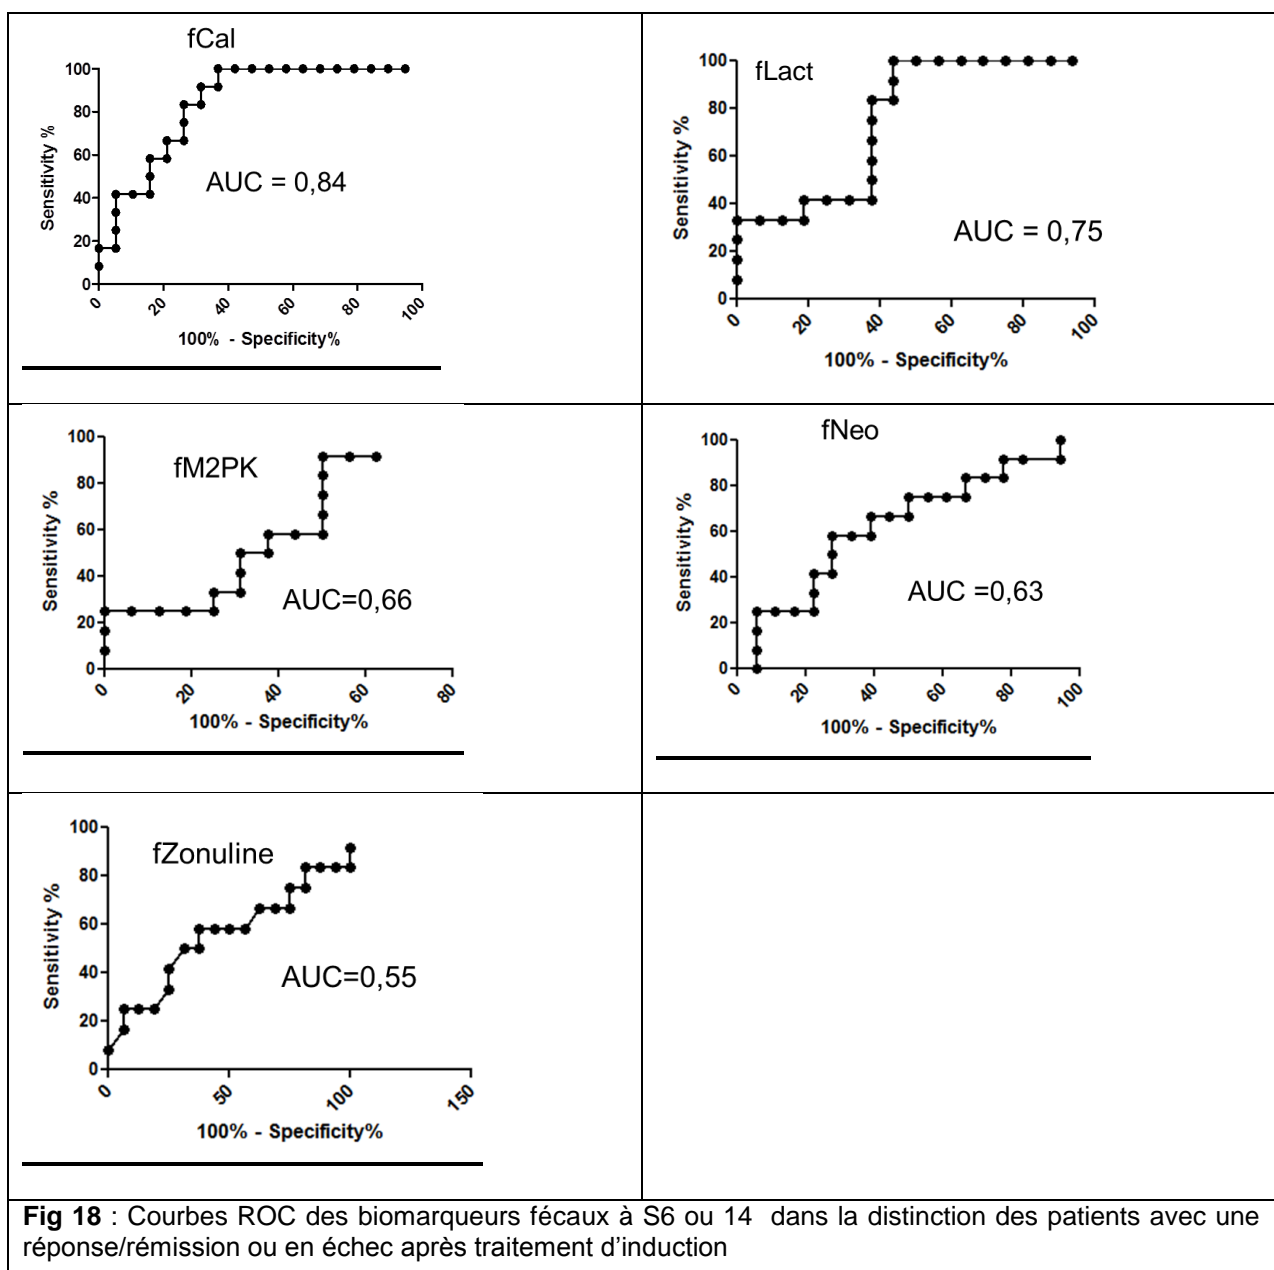 fCal
100
80
60
40
20
0
Sensitivity %
AUC = 0,84
0 20 40 60 80 100
100% - Specificity%
fLact
100
80
60
40
20
0
Sensitivity %
AUC = 0,75
0 20 40 60 80 100
100% - Specificity%
fM2PK
100
80
60
40
20
0
Sensitivity %
AUC=0,66
0 20 40 60 80
100% - Specificity%
fNeo
100
80
60
40
20
0
Sensitivity %
AUC =0,63
0 20 40 60 80 100
100% - Specificity%
fZonuline
100
80
60
40
20
0
Sensitivity %
AUC=0,55
0 50 100 150
100% - Specificity%
Fig 18 : Courbes ROC des biomarqueurs fécaux à S6 ou 14 dans la distinction des patients avec une
réponse/rémission ou en échec après traitement d'induction